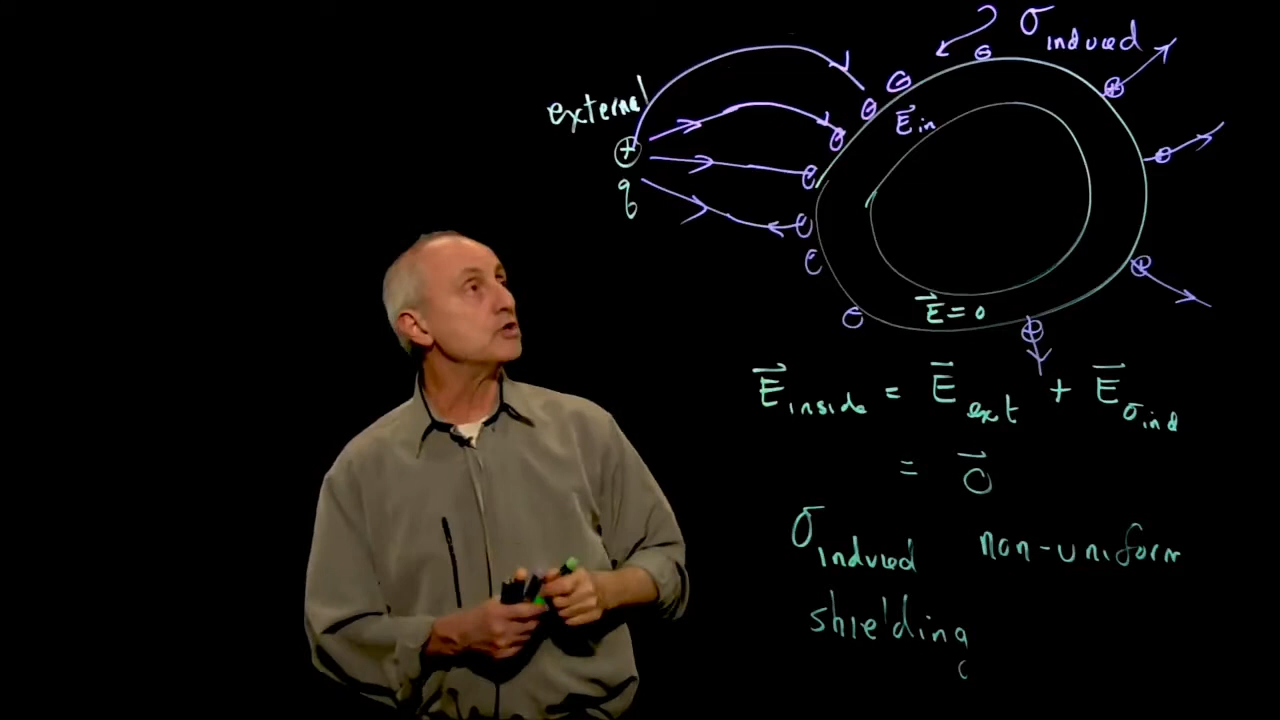 σ induced
external
E⃗ in
+
q
E⃗ = 0
E⃗ inside = E⃗ ext + E⃗ σ ind
= 0⃗
σ induced non-uniform
shielding